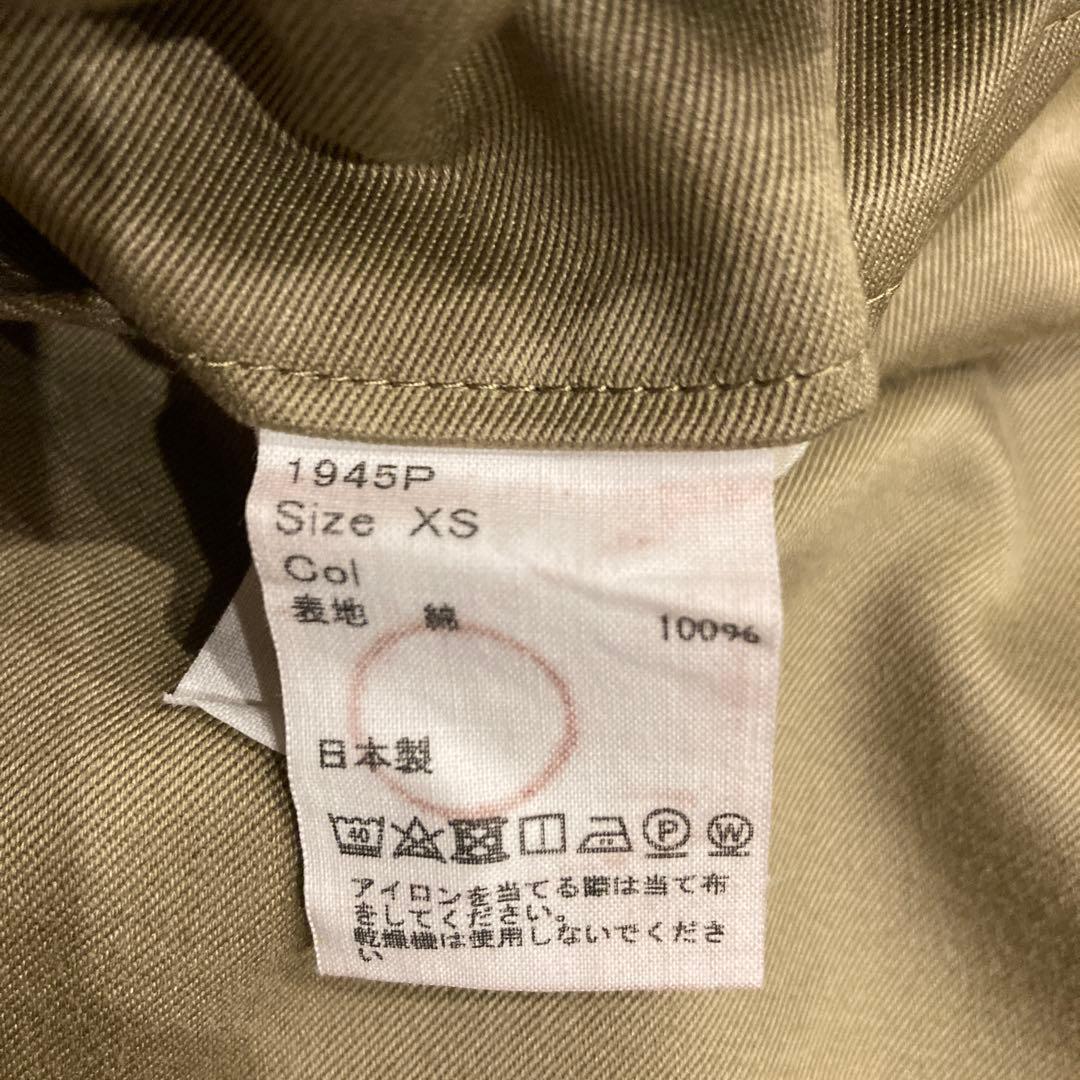 1945P
Size XS
Col
表地 綿 100%
日本製
40 P W
アイロンを当てる際は当て布
をしてください。
乾燥機は使用しないでくださ
い